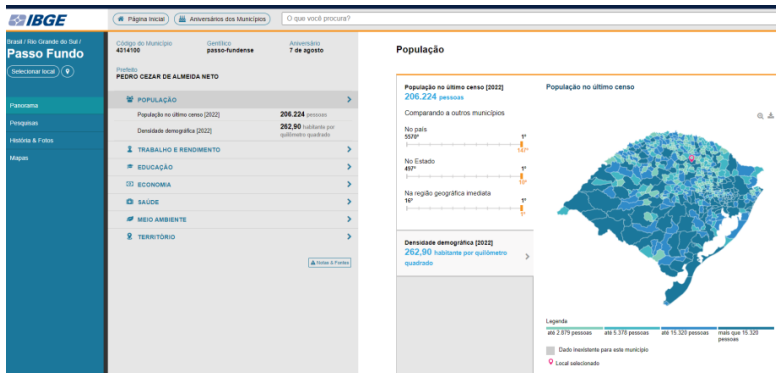 IBGE
Página Inicial
Aniversários dos Municípios
O que você procura?
Brasil / Rio Grande do Sul /
Passo Fundo
Selecionar local
Panorama
Pesquisas
História & Fotos
Mapas
Código do Município
4314100
Gentílico
passo-fundense
Aniversário
7 de agosto
Prefeito
PEDRO CEZAR DE ALMEIDA NETO
POPULAÇÃO
População no último censo [2022]
206.224 pessoas
Densidade demográfica [2022]
262,90 habitante por
quilômetro quadrado
TRABALHO E RENDIMENTO
EDUCAÇÃO
ECONOMIA
SAÚDE
MEIO AMBIENTE
TERRITÓRIO
Notas & Fontes
População
População no último censo [2022]
206.224 pessoas
Comparando a outros municípios
No país
5570º 1º
No Estado
497º 1º
Na região geográfica imediata
16º 1º
1º
Densidade demográfica [2022]
262,90 habitante por quilômetro
quadrado
População no último censo
Legenda
até 2.879 pessoas
até 5.378 pessoas
até 15.320 pessoas
mais que 15.320
pessoas
Dado inexistente para este município
Local selecionado